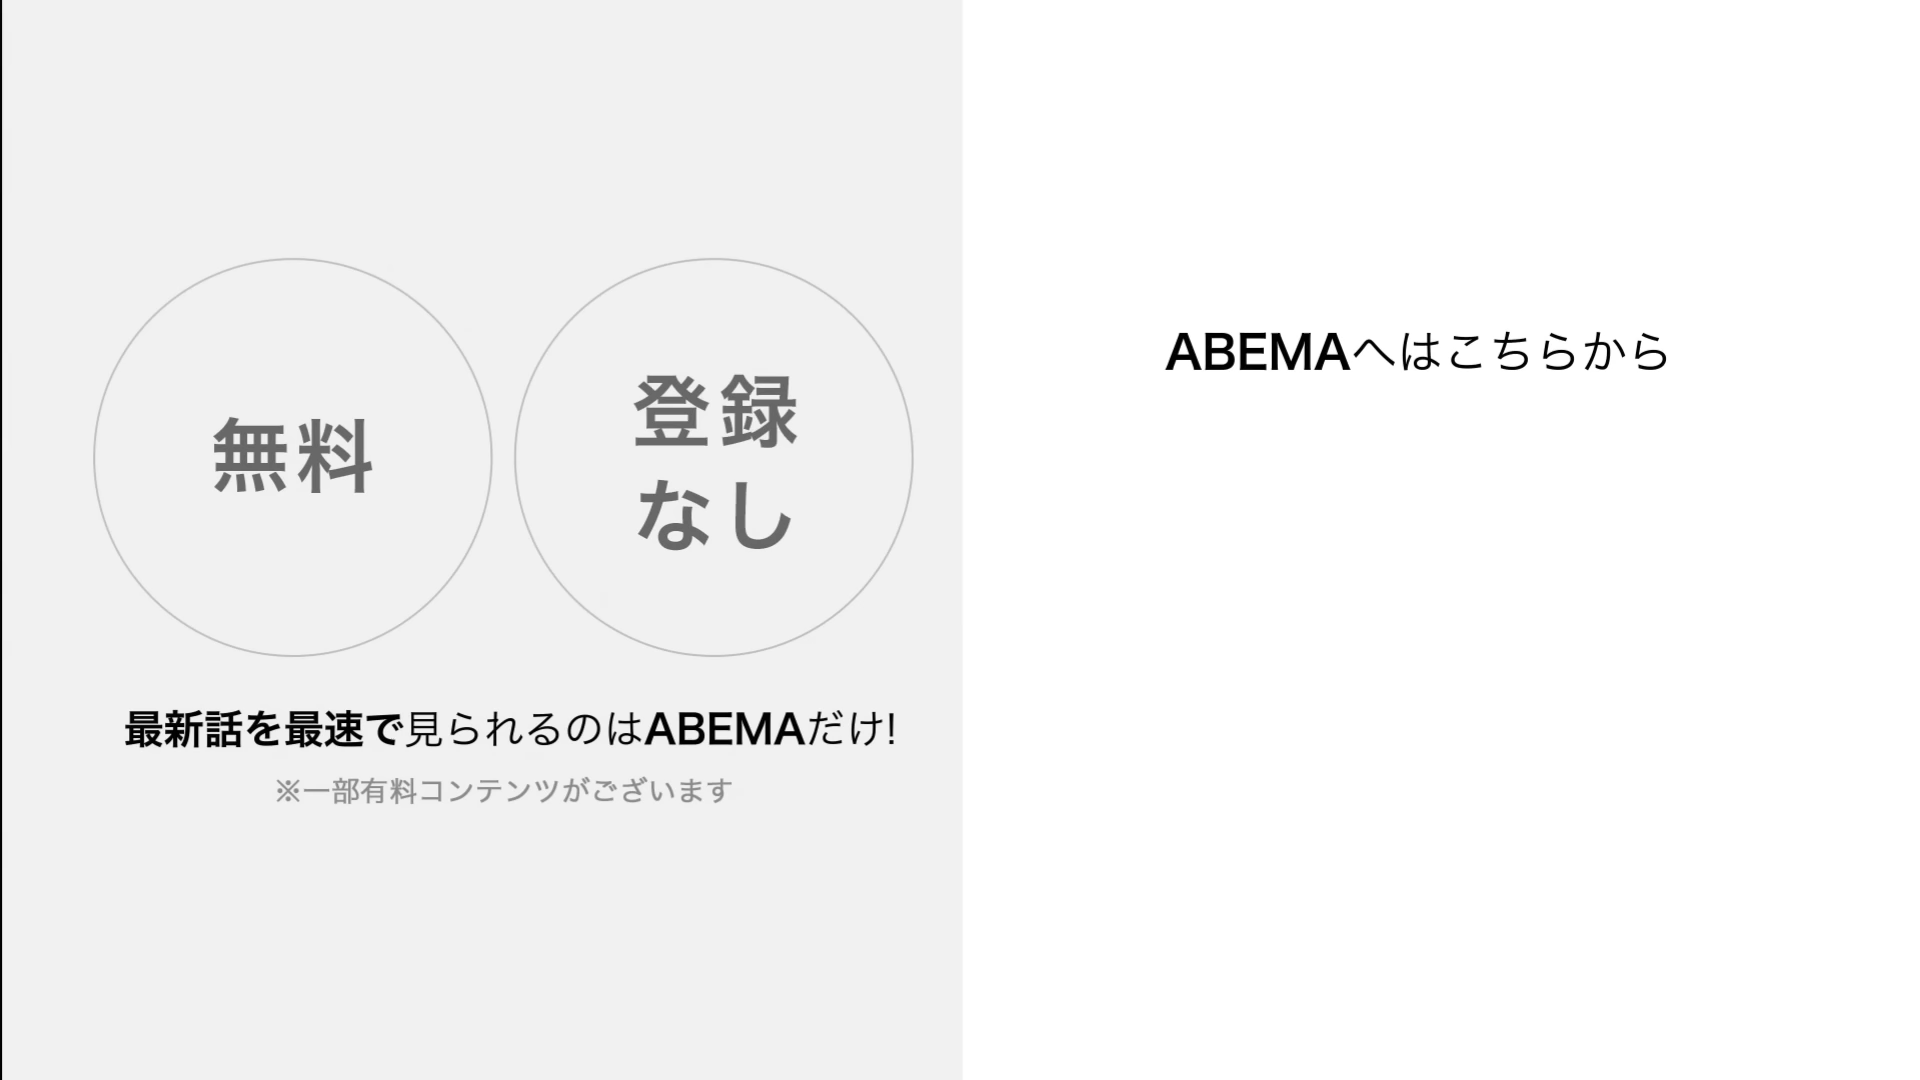 無料
登録
なし
最新話を最速で見られるのはABEMAだけ!
※一部有料コンテンツがございます
ABEMAへはこちらから